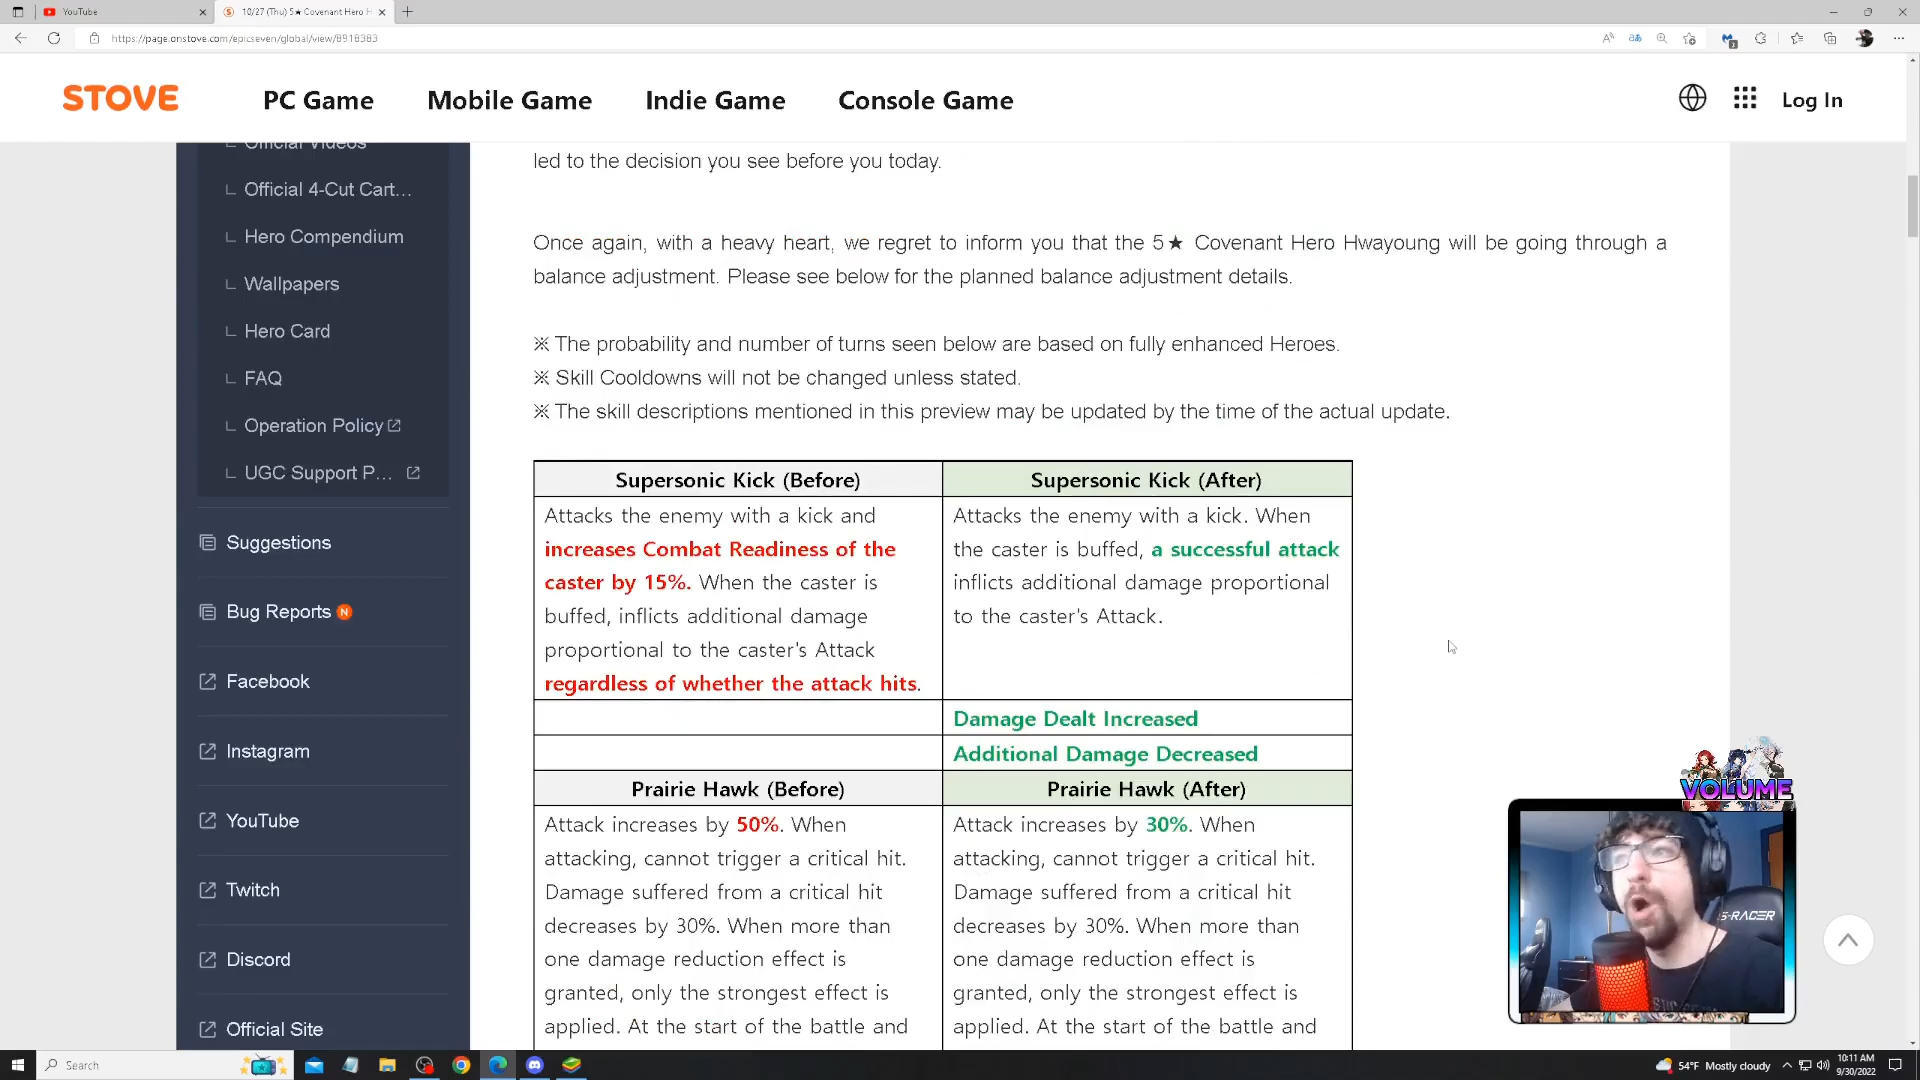 YouTube
10/27 (Thu) 5★ Covenant Hero H
https://page.onstove.com/epicseven/global/view/8918383
STOVE
PC Game
Mobile Game
Indie Game
Console Game
Log In
Official Videos
Official 4-Cut Cart...
Hero Compendium
Wallpapers
Hero Card
FAQ
Operation Policy
UGC Support P...
Suggestions
Bug Reports N
Facebook
Instagram
YouTube
Twitch
Discord
Official Site
led to the decision you see before you today.
Once again, with a heavy heart, we regret to inform you that the 5★ Covenant Hero Hwayoung will be going through a
balance adjustment. Please see below for the planned balance adjustment details.
※ The probability and number of turns seen below are based on fully enhanced Heroes.
※ Skill Cooldowns will not be changed unless stated.
※ The skill descriptions mentioned in this preview may be updated by the time of the actual update.
Supersonic Kick (Before)
Attacks the enemy with a kick and
increases Combat Readiness of the
caster by 15%. When the caster is
buffed, inflicts additional damage
proportional to the caster's Attack
regardless of whether the attack hits.
Supersonic Kick (After)
Attacks the enemy with a kick. When
the caster is buffed, a successful attack
inflicts additional damage proportional
to the caster's Attack.
Damage Dealt Increased
Additional Damage Decreased
Prairie Hawk (Before)
Attack increases by 50%. When
attacking, cannot trigger a critical hit.
Damage suffered from a critical hit
decreases by 30%. When more than
one damage reduction effect is
granted, only the strongest effect is
applied. At the start of the battle and
Prairie Hawk (After)
Attack increases by 30%. When
attacking, cannot trigger a critical hit.
Damage suffered from a critical hit
decreases by 30%. When more than
one damage reduction effect is
granted, only the strongest effect is
applied. At the start of the battle and
VOLUME
S-RACER
Search
54°F Mostly cloudy
10:11 AM
9/30/2022